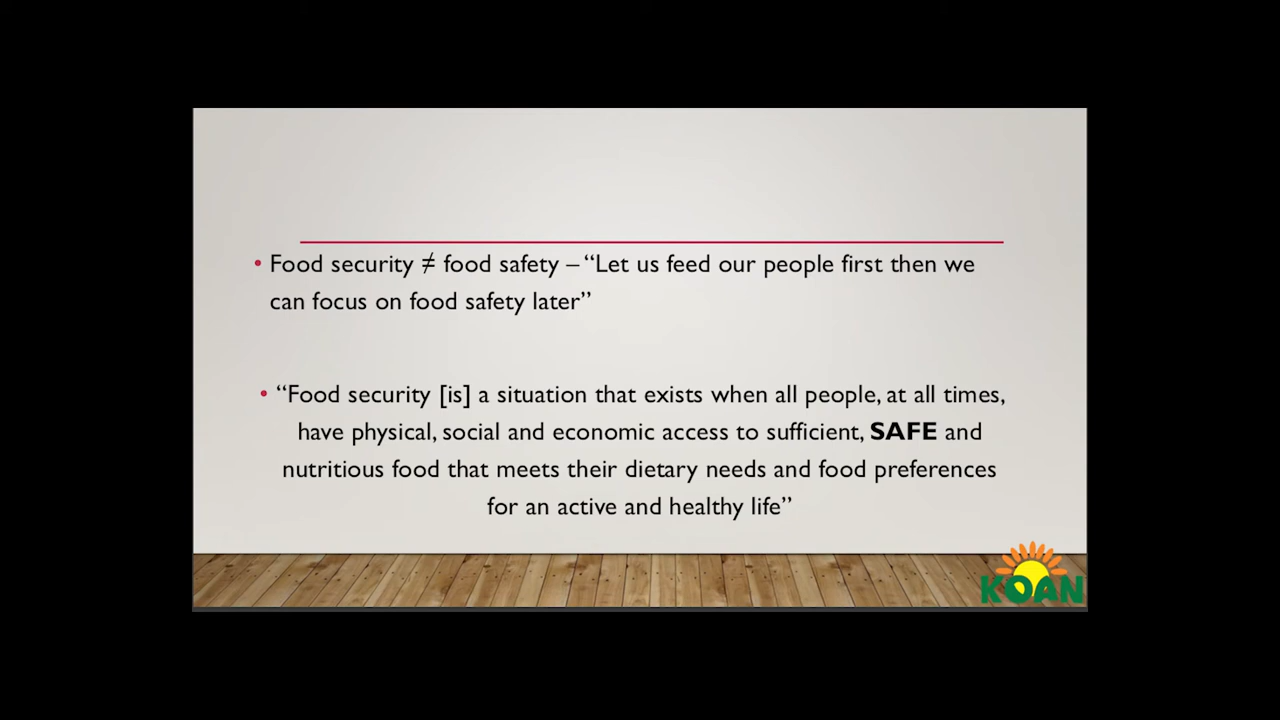 • Food security ≠ food safety – “Let us feed our people first then we
can focus on food safety later”
• “Food security [is] a situation that exists when all people, at all times,
have physical, social and economic access to sufficient, SAFE and
nutritious food that meets their dietary needs and food preferences
for an active and healthy life”
KOAN